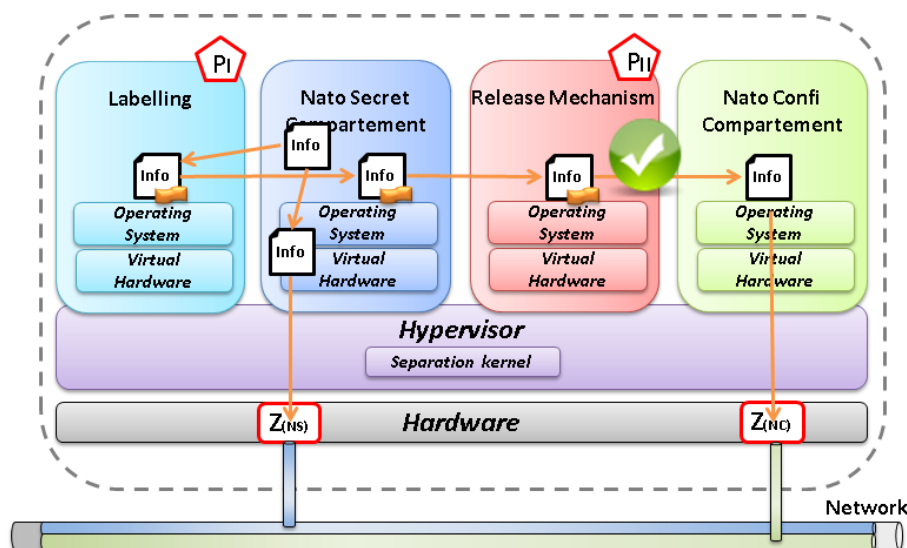 PI
PII
Labelling
Nato Secret
Compartement
Release Mechanism
Nato Confi
Compartement
Info
Info
Info
Info
Info
Info
Operating
System
Operating
System
Operating
System
Operating
System
Virtual
Hardware
Virtual
Hardware
Virtual
Hardware
Virtual
Hardware
Hypervisor
Separation kernel
Z(NS)
Hardware
Z(NC)
Network